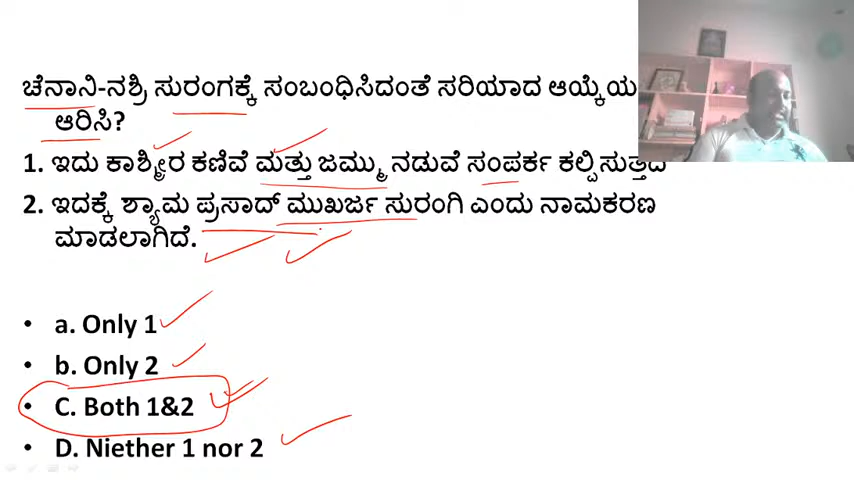 ಚೆನಾನಿ-ನಶ್ರಿ ಸುರಂಗಕ್ಕೆ ಸಂಬಂಧಿಸಿದಂತೆ ಸರಿಯಾದ ಆಯ್ಕೆಯ
ಆರಿಸಿ?
1. ಇದು ಕಾಶ್ಮೀರ ಕಣಿವೆ ಮತ್ತು ಜಮ್ಮು ನಡುವೆ ಸಂಪರ್ಕ ಕಲ್ಪಿಸುತ್ತದೆ
2. ಇದಕ್ಕೆ ಶ್ಯಾಮ ಪ್ರಸಾದ್ ಮುಖರ್ಜಿ ಸುರಂಗ ಎಂದು ನಾಮಕರಣ
ಮಾಡಲಾಗಿದೆ.
• a. Only 1
• b. Only 2
• C. Both 1&2
• D. Niether 1 nor 2